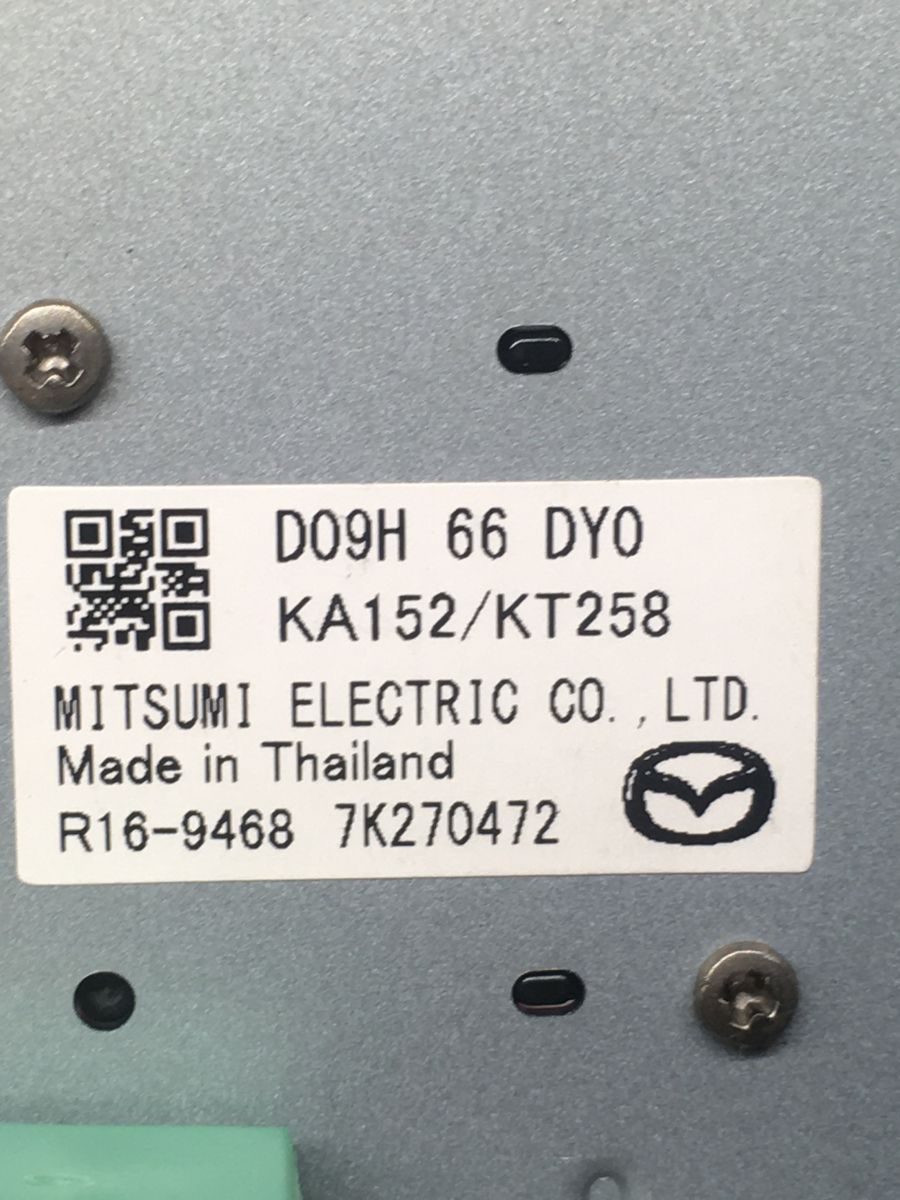 D09H 66 DY0
KA152/KT258
MITSUMI ELECTRIC CO.,LTD.
Made in Thailand
R16-9468 7K270472